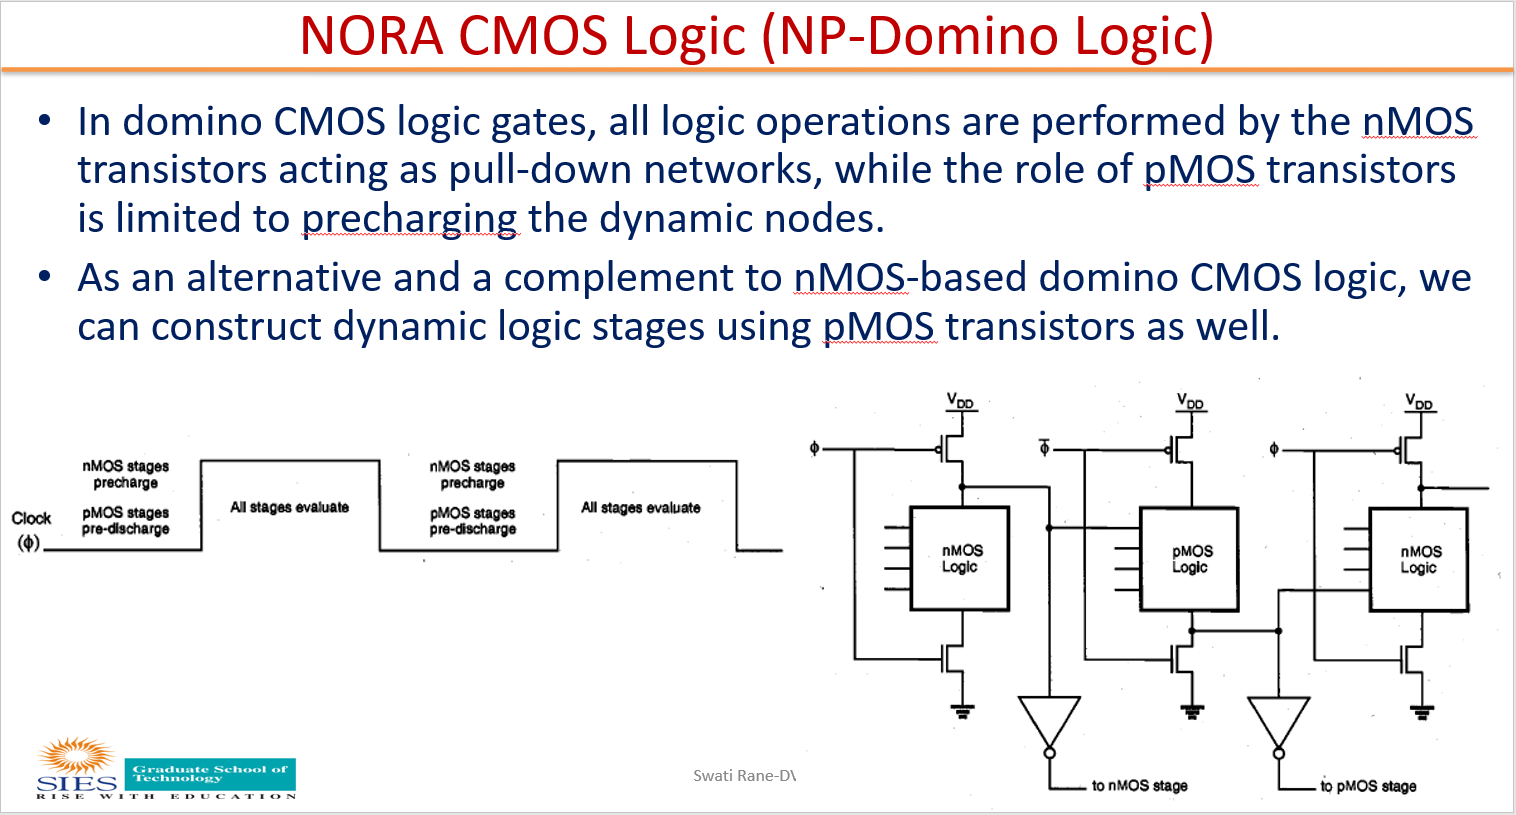 NORA CMOS Logic (NP-Domino Logic)
• In domino CMOS logic gates, all logic operations are performed by the nMOS
transistors acting as pull-down networks, while the role of pMOS transistors
is limited to precharging the dynamic nodes.
• As an alternative and a complement to nMOS-based domino CMOS logic, we
can construct dynamic logic stages using pMOS transistors as well.
Clock
(ϕ)
nMOS stages
precharge
pMOS stages
pre-discharge
All stages evaluate
nMOS stages
precharge
pMOS stages
pre-discharge
All stages evaluate
VDD
ϕ
nMOS
Logic
to nMOS stage
VDD
ϕ̅
pMOS
Logic
to pMOS stage
VDD
ϕ
nMOS
Logic
SIES
Graduate School of
Technology
RISE WITH EDUCATION
Swati Rane-D\